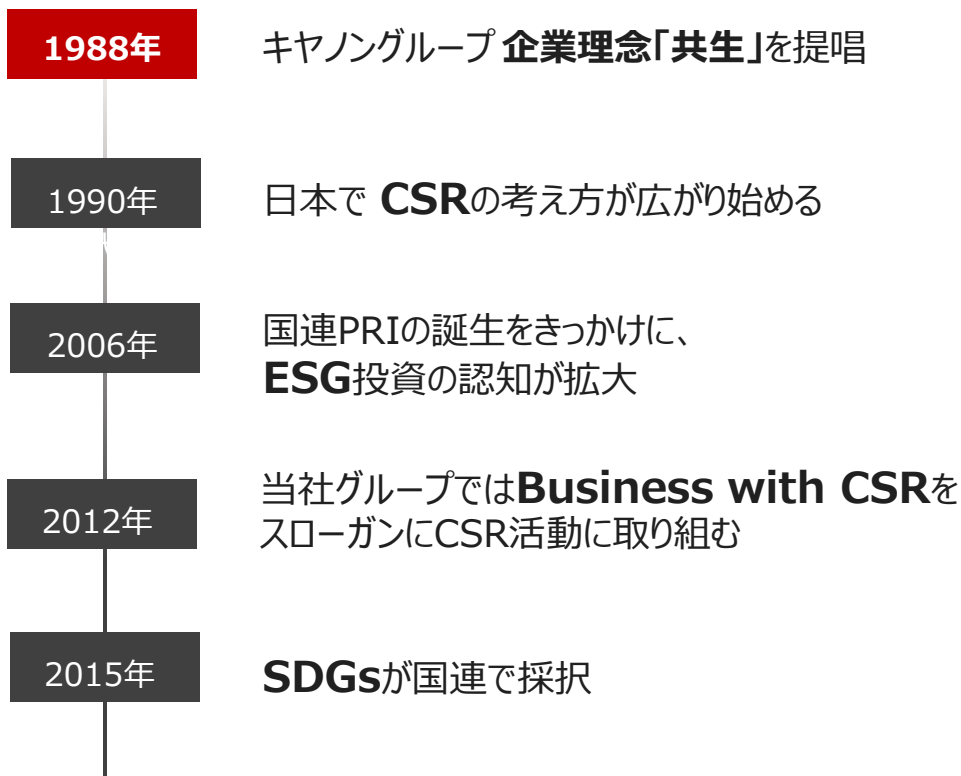 1988年
キヤノングループ 企業理念「共生」を提唱
1990年
日本で CSRの考え方が広がり始める
2006年
国連PRIの誕生をきっかけに、
ESG投資の認知が拡大
2012年
当社グループではBusiness with CSRを
スローガンにCSR活動に取り組む
2015年
SDGsが国連で採択